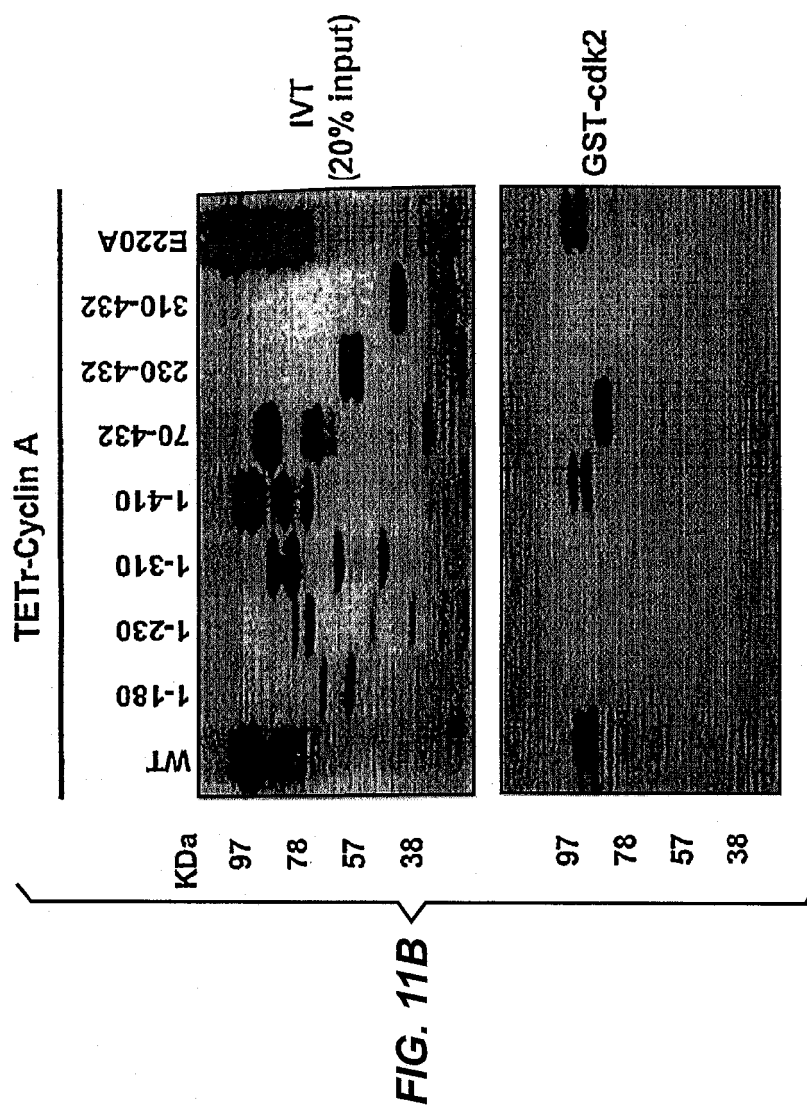 TETr-Cyclin A
WT 1-180 1-230 1-310 1-410 70-432 230-432 310-432 E220A
KDa
97
78
57
38
IVT
(20% input)
97
78
57
38
GST-cdk2
FIG. 11B